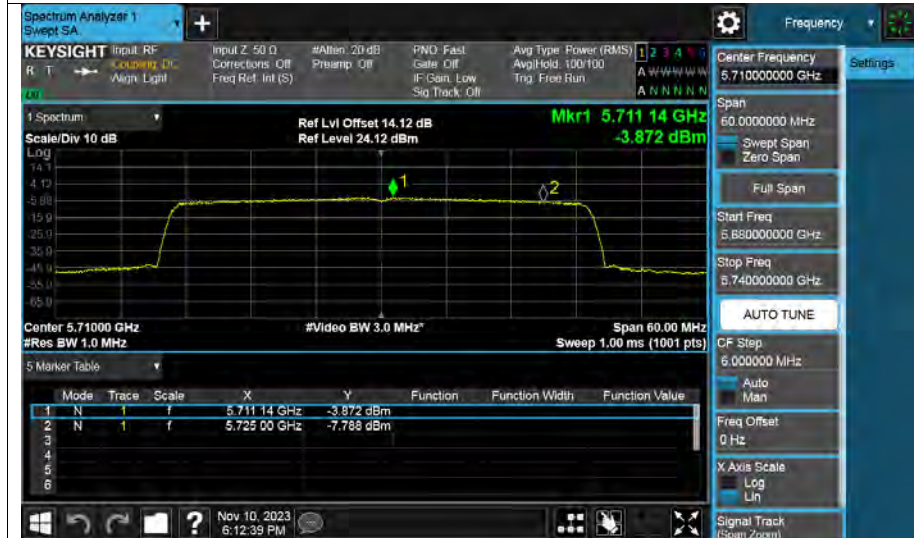 Spectrum Analyzer 1
Swept SA
+
Frequency
KEYSIGHT
R T
Input: RF
Coupling: DC
Align: Light
Input Z: 50 Ω
Corrections: Off
Freq Ref: Int (S)
#Atten: 20 dB
Preamp: Off
PNO: Fast
Gate: Off
IF Gain: Low
Sig Track: Off
Avg Type: Power (RMS)
Avg|Hold: 100/100
Trig: Free Run
1 2 3 4 5 6
A W W W W W
A N N N N N
1 Spectrum
Scale/Div 10 dB
Ref Lvl Offset 14.12 dB
Ref Level 24.12 dBm
Mkr1 5.711 14 GHz
-3.872 dBm
Log
14.1
4.12
-5.88
-15.9
-25.9
-35.9
-45.9
-55.9
-65.9
1
2
Center 5.71000 GHz
#Video BW 3.0 MHz*
Span 60.00 MHz
#Res BW 1.0 MHz
Sweep 1.00 ms (1001 pts)
5 Marker Table
Mode Trace Scale X Y Function Function Width Function Value
1 N 1 f 5.711 14 GHz -3.872 dBm
2 N 1 f 5.725 00 GHz -7.788 dBm
3
4
5
6
?
Nov 10, 2023
6:12:39 PM
Center Frequency
5.710000000 GHz
Settings
Span
60.0000000 MHz
Swept Span
Zero Span
Full Span
Start Freq
5.680000000 GHz
Stop Freq
5.740000000 GHz
AUTO TUNE
CF Step
6.000000 MHz
Auto
Man
Freq Offset
0 Hz
X Axis Scale
Log
Lin
Signal Track
(Span Zoom)